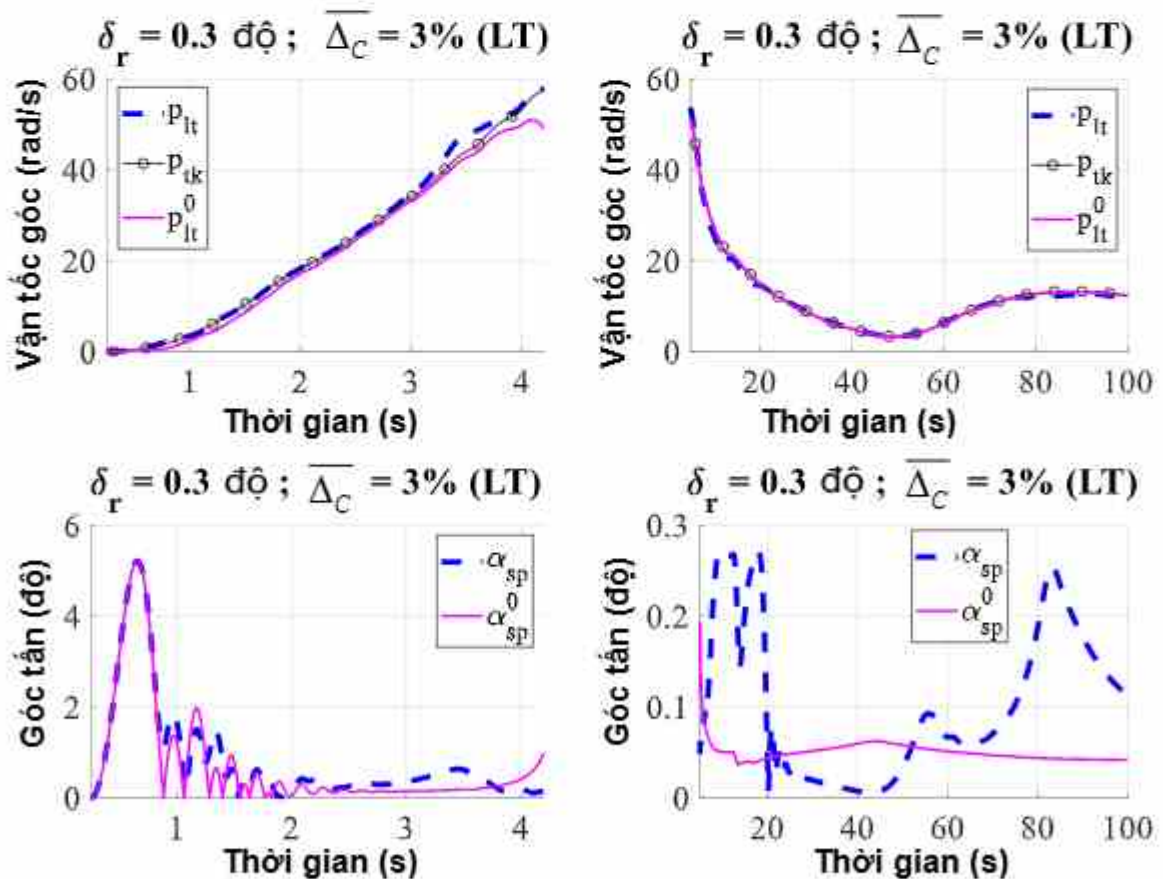 δr = 0.3 độ ; Δ̅C̅ = 3% (LT)
Vận tốc góc (rad/s)
60
40
20
0
plt
ptk
p0lt
1 2 3 4
Thời gian (s)
δr = 0.3 độ ; Δ̅C̅ = 3% (LT)
Vận tốc góc (rad/s)
60
40
20
0
plt
ptk
p0lt
20 40 60 80 100
Thời gian (s)
δr = 0.3 độ ; Δ̅C̅ = 3% (LT)
Góc tấn (độ)
6
4
2
0
αsp
α0sp
1 2 3 4
Thời gian (s)
δr = 0.3 độ ; Δ̅C̅ = 3% (LT)
Góc tấn (độ)
0.3
0.2
0.1
0
αsp
α0sp
20 40 60 80 100
Thời gian (s)